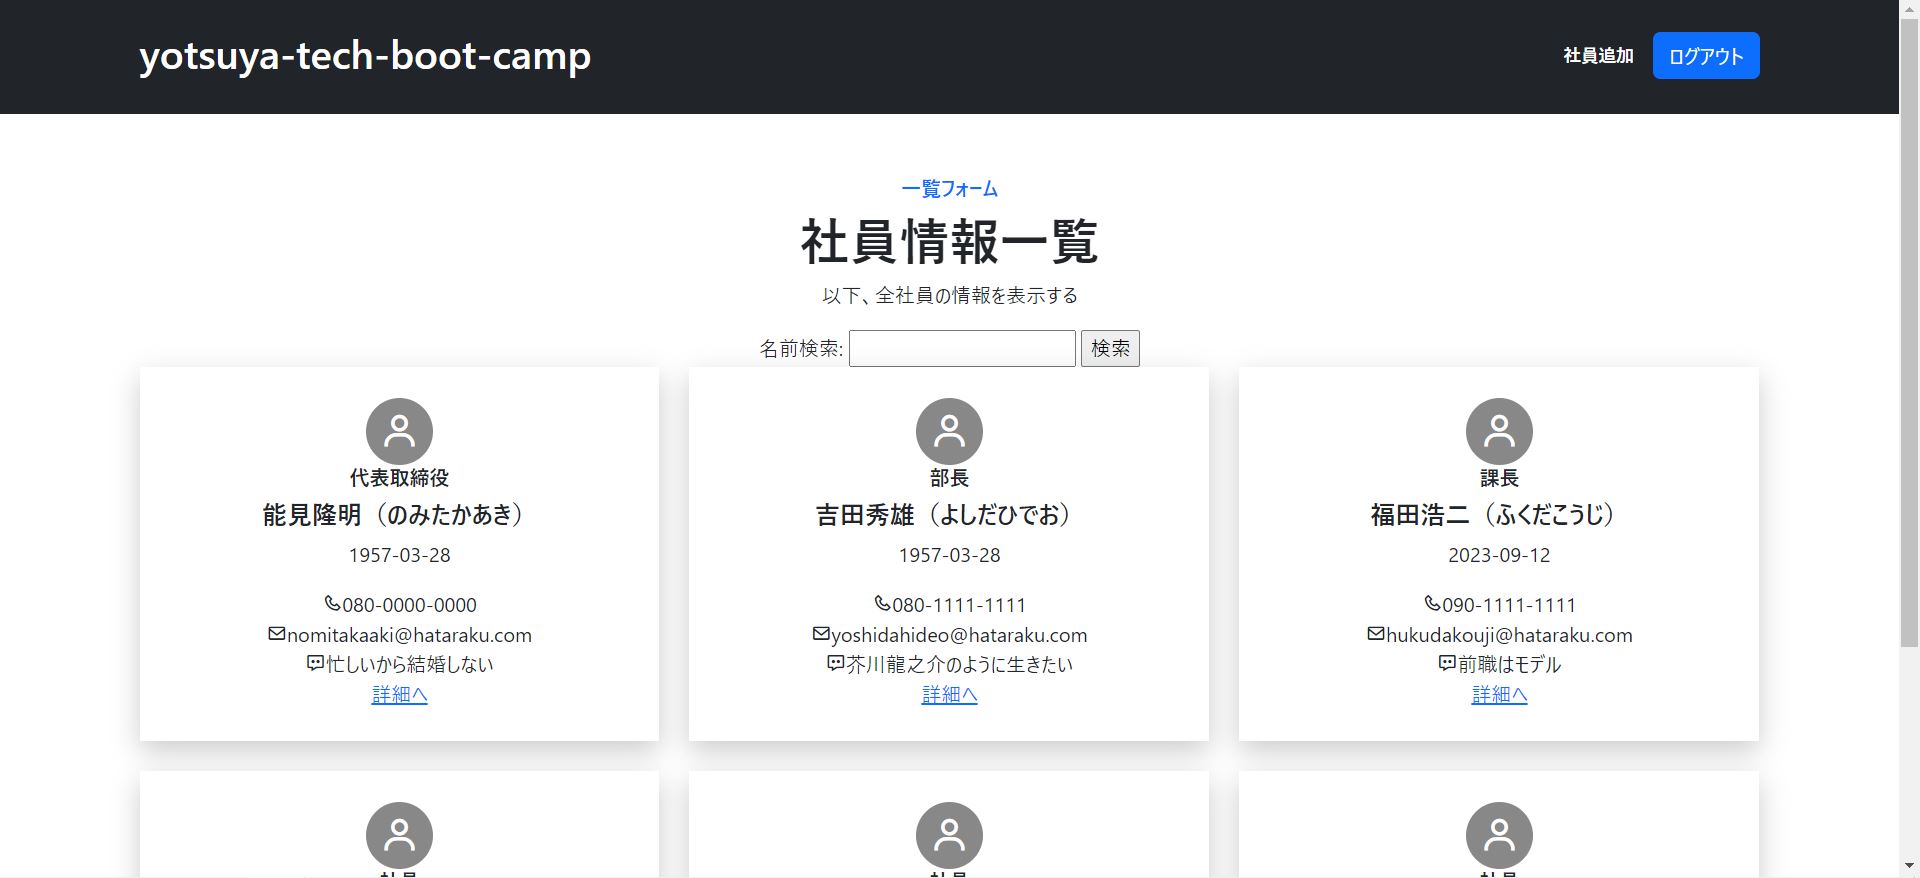 yotsuya-tech-boot-camp
社員追加 ログアウト
一覧フォーム
社員情報一覧
以下、全社員の情報を表示する
名前検索: 検索
代表取締役
能見隆明（のみたかあき）
1957-03-28
080-0000-0000
nomitakaaki@hataraku.com
忙しいから結婚しない
詳細へ
部長
吉田秀雄（よしだひでお）
1957-03-28
080-1111-1111
yoshidahideo@hataraku.com
芥川龍之介のように生きたい
詳細へ
課長
福田浩二（ふくだこうじ）
2023-09-12
090-1111-1111
hukudakouji@hataraku.com
前職はモデル
詳細へ